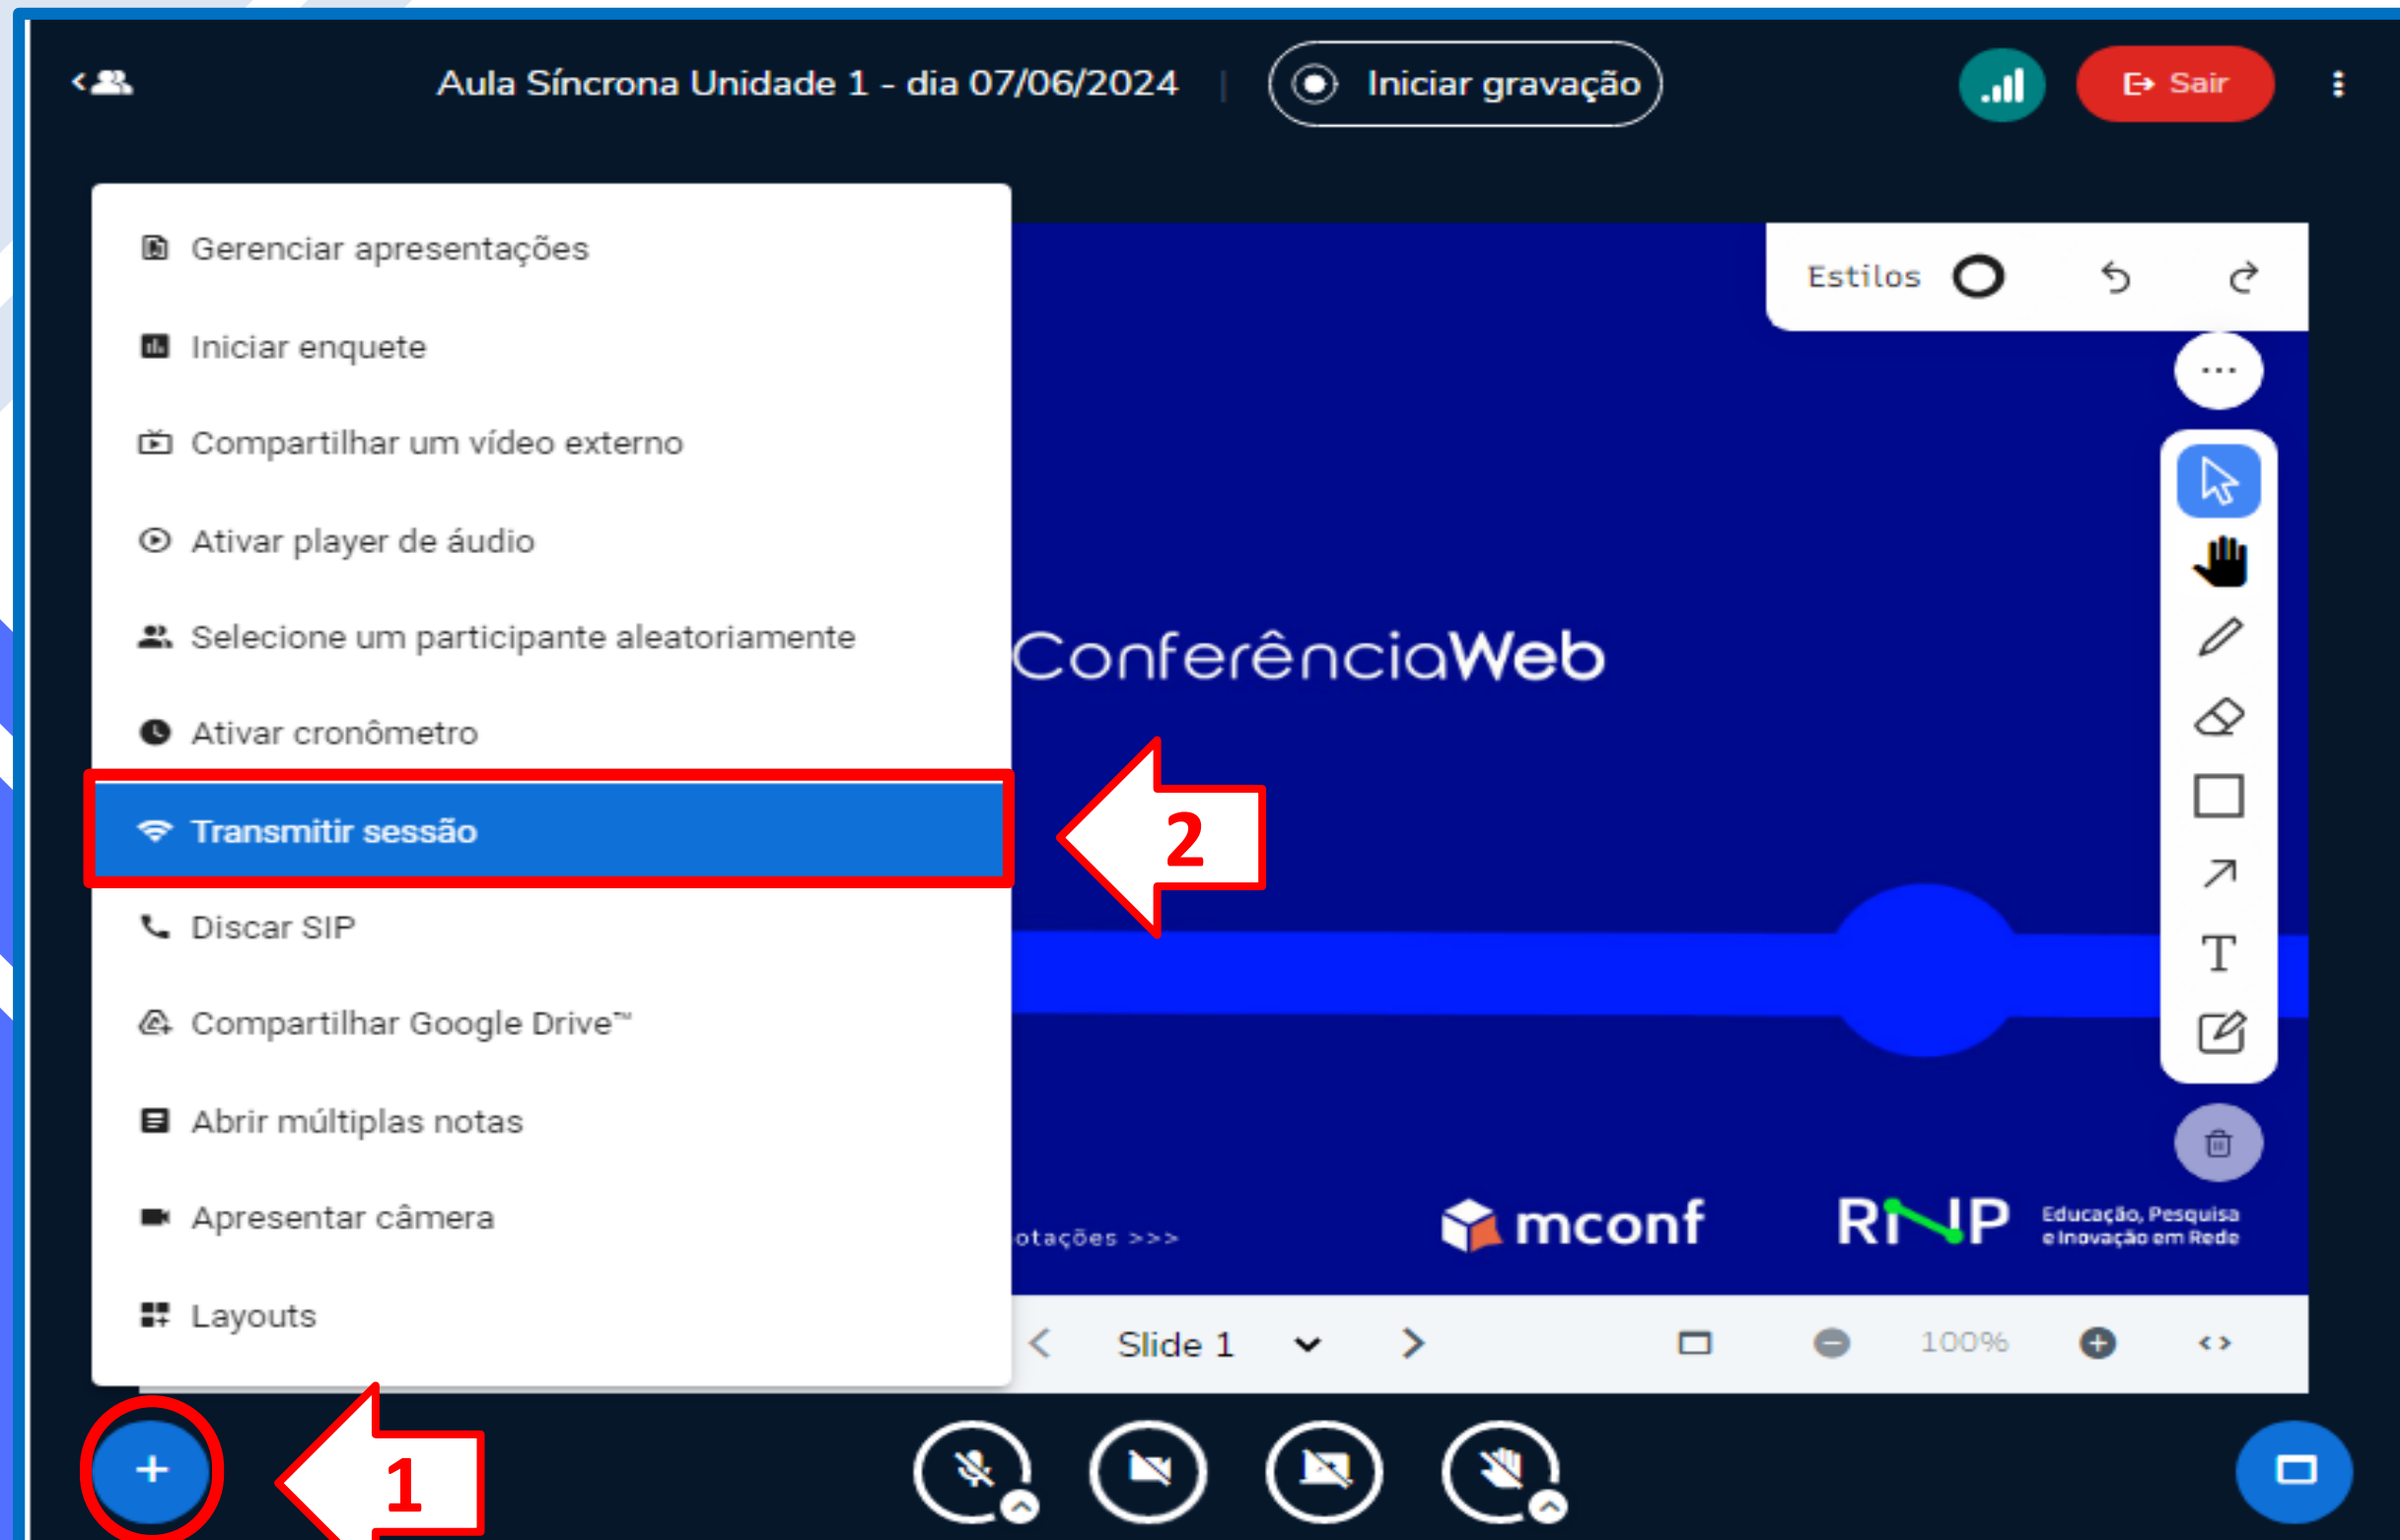 Aula Síncrona Unidade 1 - dia 07/06/2024
Iniciar gravação
Sair
Gerenciar apresentações
Iniciar enquete
Compartilhar um vídeo externo
Ativar player de áudio
Selecione um participante aleatoriamente
Ativar cronômetro
Transmitir sessão
Discar SIP
Compartilhar Google Drive™
Abrir múltiplas notas
Apresentar câmera
Layouts
Estilos
ConferênciaWeb
2
T
otações >>>
mconf
RNP
Educação, Pesquisa
e Inovação em Rede
Slide 1
100%
1